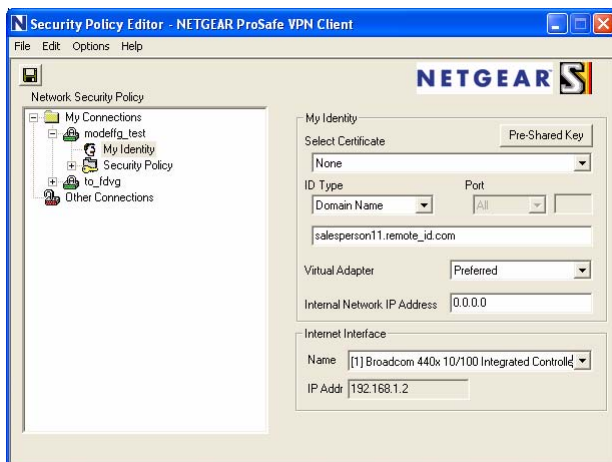 N Security Policy Editor - NETGEAR ProSafe VPN Client
File Edit Options Help
NETGEAR S
Network Security Policy
My Connections
modeffg_test
My Identity
Security Policy
to_fdvg
Other Connections
My Identity
Select Certificate
Pre-Shared Key
None
ID Type
Port
Domain Name
All
salesperson11.remote_id.com
Virtual Adapter
Preferred
Internal Network IP Address
0.0.0.0
Internet Interface
Name
[1] Broadcom 440x 10/100 Integrated Controlle
IP Addr
192.168.1.2